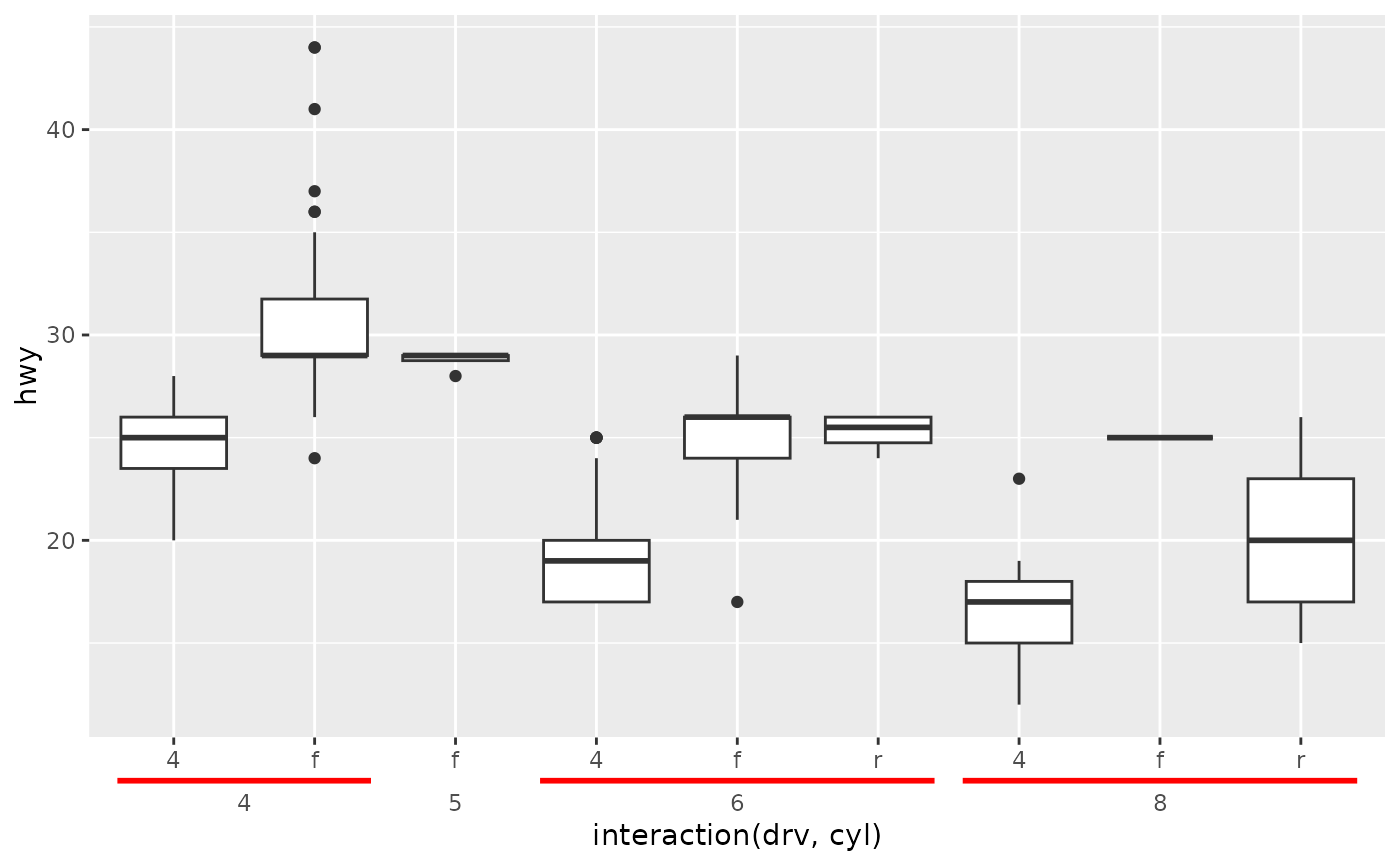 40
30
20
hwy
4 f f 4 f r 4 f r
4 5 6 8
interaction(drv, cyl)